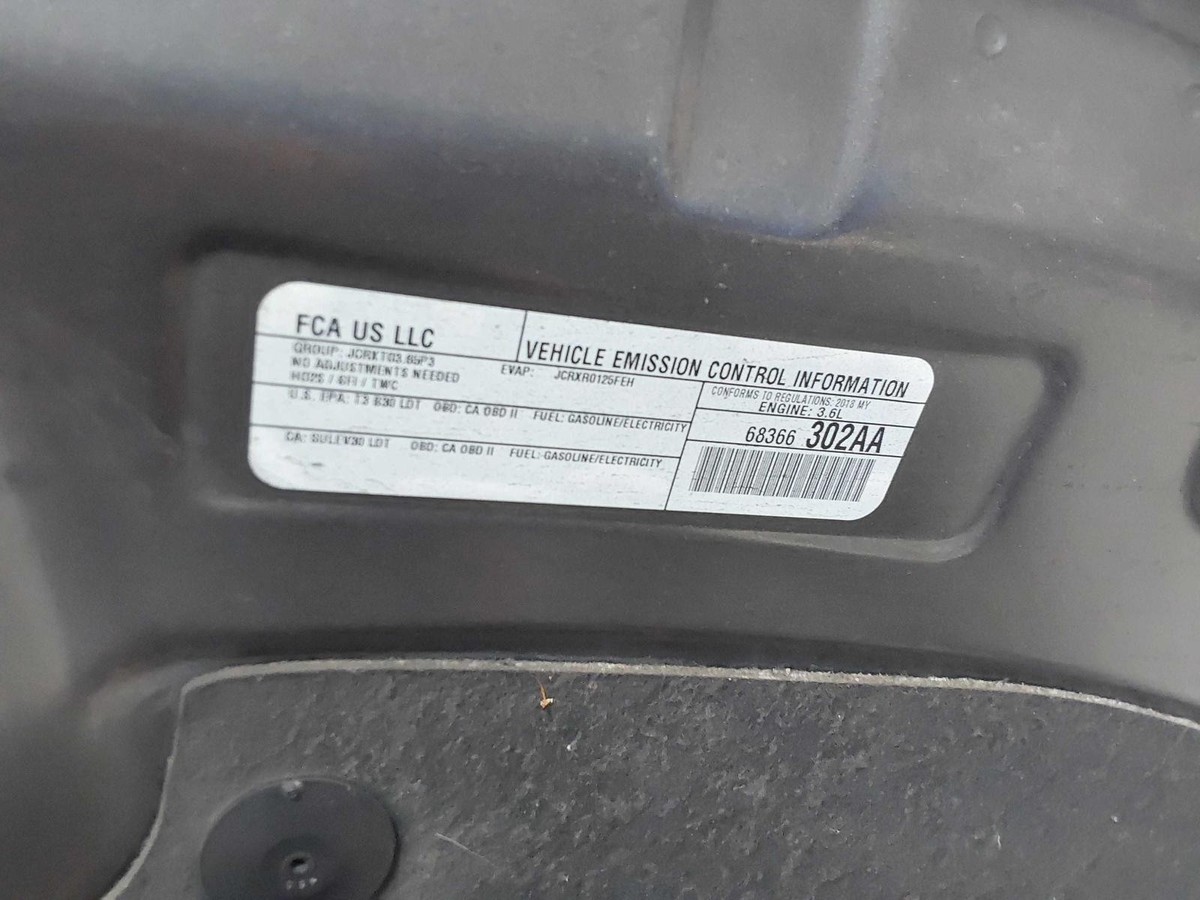 FCA US LLC
VEHICLE EMISSION CONTROL INFORMATION
GROUP: JCRXT03.65P3
EVAP: JCRXR0125FEH
NO ADJUSTMENTS NEEDED
HO2S / SFI / TWC
CONFORMS TO REGULATIONS: 2018 MY
ENGINE: 3.6L
U.S. EPA: T3 B30 LDT OBD: CA OBD II FUEL: GASOLINE/ELECTRICITY
68366 302AA
CA: SULEV30 LDT OBD: CA OBD II FUEL: GASOLINE/ELECTRICITY